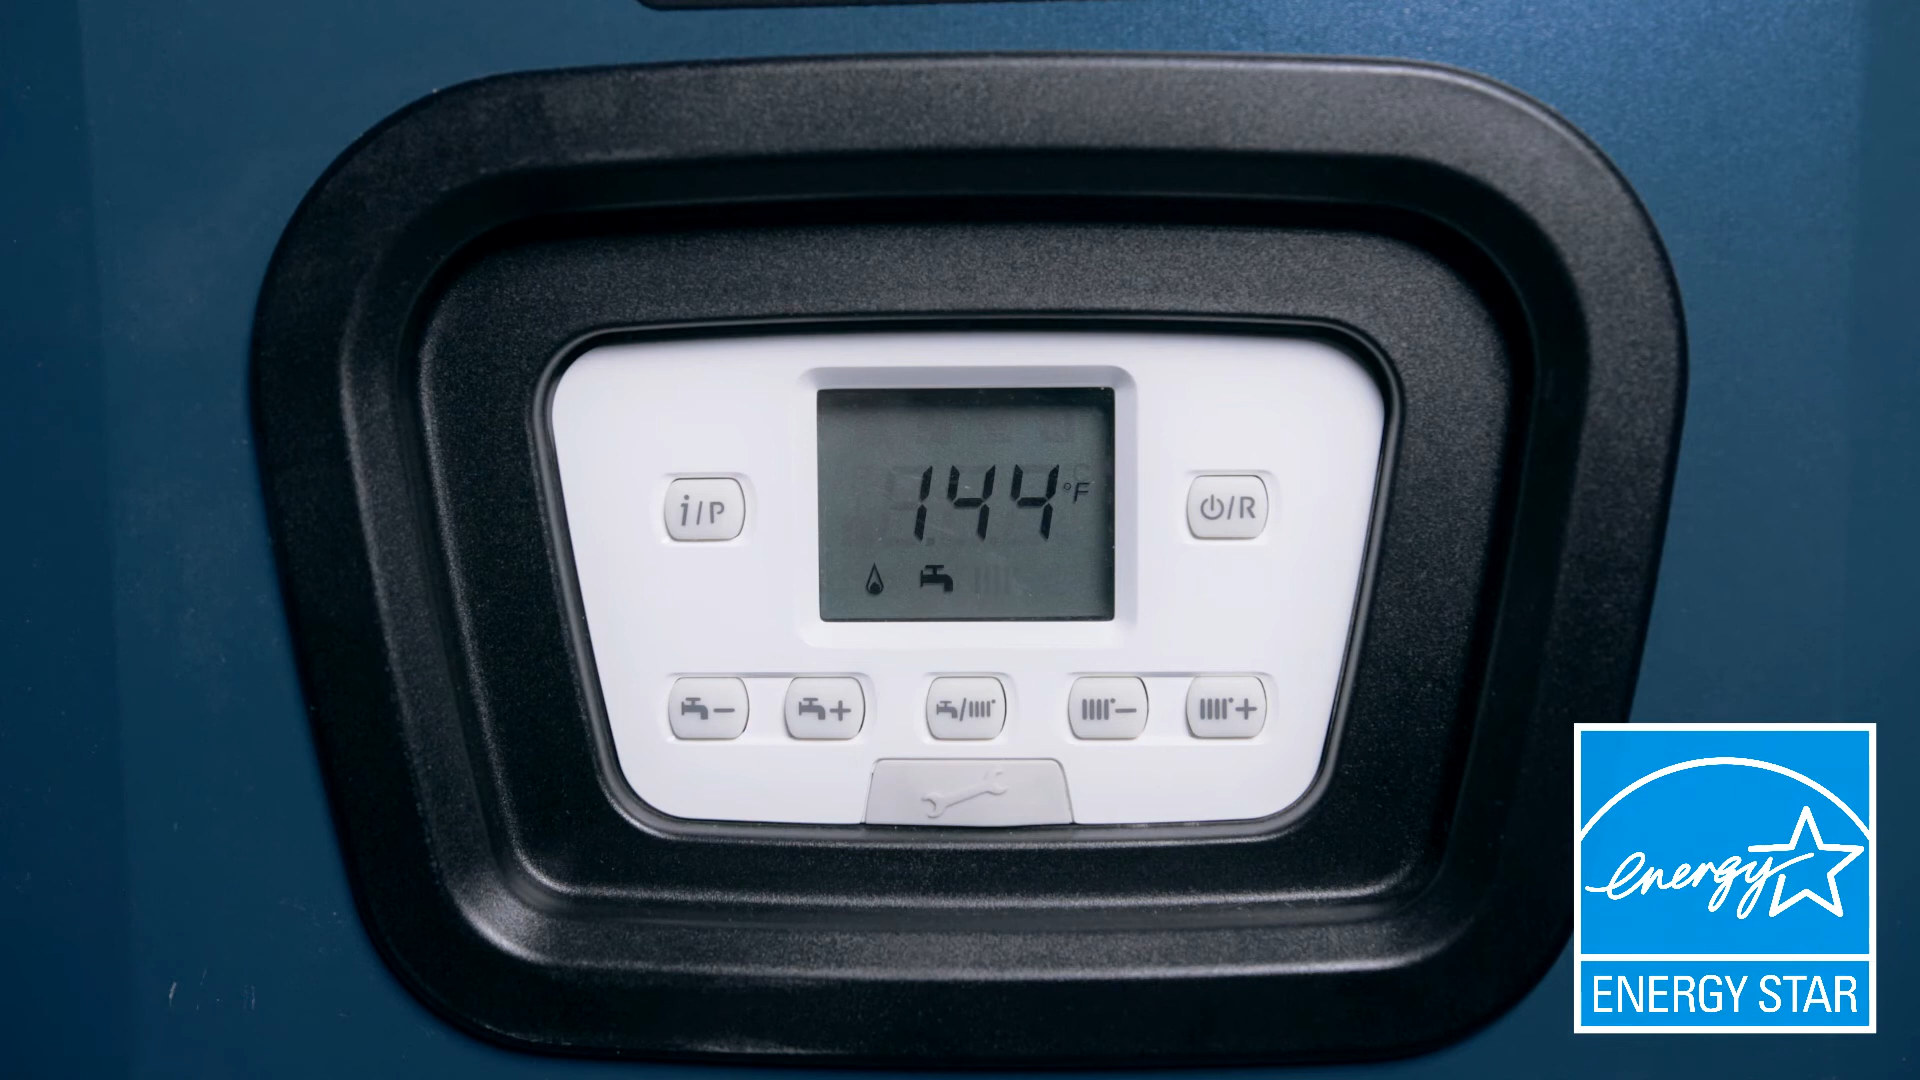 144 °F
i/P
/R
-
+
/
-
+
energy
ENERGY STAR